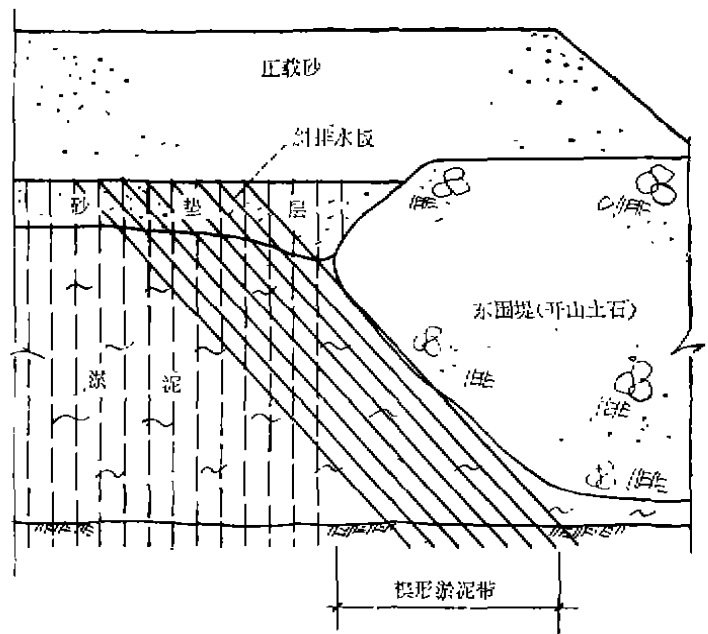 压载砂
斜排水板
砂垫层
东围堤(开山土石)
淤泥
楔形淤泥带